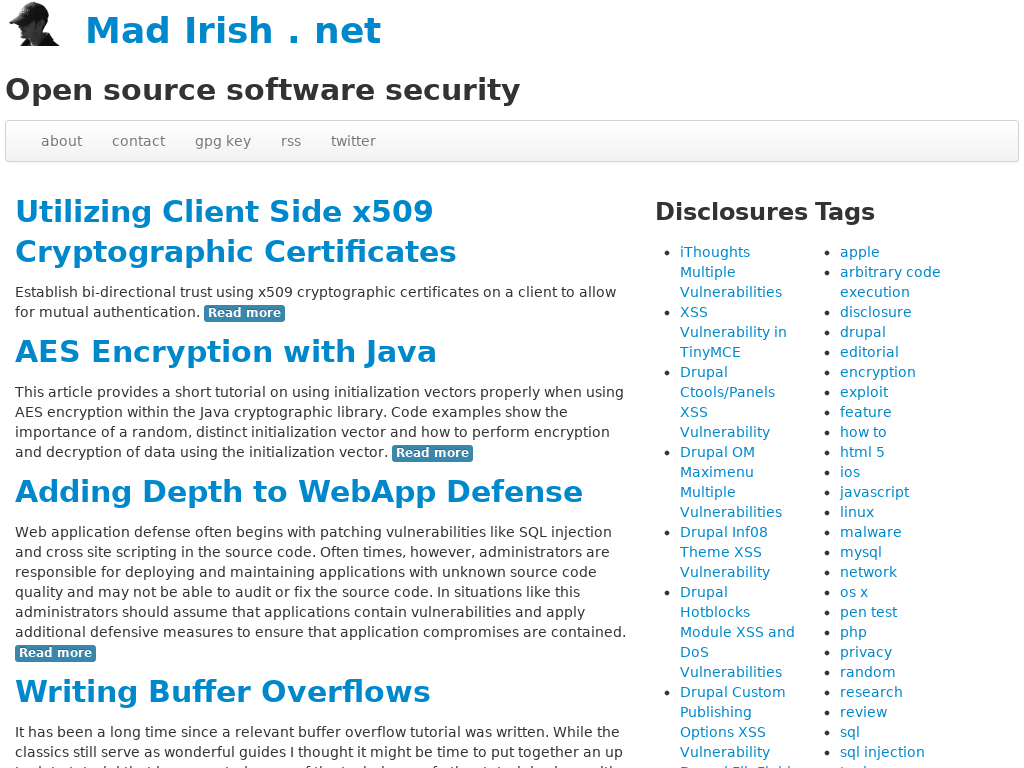 Mad Irish . net
Open source software security
about
contact
gpg key
rss
twitter
Utilizing Client Side x509
Cryptographic Certificates
Establish bi-directional trust using x509 cryptographic certificates on a client to allow
for mutual authentication. Read more
AES Encryption with Java
This article provides a short tutorial on using initialization vectors properly when using
AES encryption within the Java cryptographic library. Code examples show the
importance of a random, distinct initialization vector and how to perform encryption
and decryption of data using the initialization vector. Read more
Adding Depth to WebApp Defense
Web application defense often begins with patching vulnerabilities like SQL injection
and cross site scripting in the source code. Often times, however, administrators are
responsible for deploying and maintaining applications with unknown source code
quality and may not be able to audit or fix the source code. In situations like this
administrators should assume that applications contain vulnerabilities and apply
additional defensive measures to ensure that application compromises are contained.
Read more
Writing Buffer Overflows
It has been a long time since a relevant buffer overflow tutorial was written. While the
classics still serve as wonderful guides I thought it might be time to put together an up
Disclosures
iThoughts
Multiple
Vulnerabilities
XSS
Vulnerability in
TinyMCE
Drupal
Ctools/Panels
XSS
Vulnerability
Drupal OM
Maximenu
Multiple
Vulnerabilities
Drupal Inf08
Theme XSS
Vulnerability
Drupal
Hotblocks
Module XSS and
DoS
Vulnerabilities
Drupal Custom
Publishing
Options XSS
Vulnerability
Tags
apple
arbitrary code
execution
disclosure
drupal
editorial
encryption
exploit
feature
how to
html 5
ios
javascript
linux
malware
mysql
network
os x
pen test
php
privacy
random
research
review
sql
sql injection